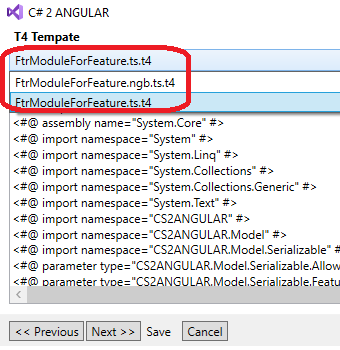 C# 2 ANGULAR
T4 Tempate
FtrModuleForFeature.ts.t4
FtrModuleForFeature.ngb.ts.t4
FtrModuleForFeature.ts.t4
<#@ assembly name="System.Core" #>
<#@ import namespace="System" #>
<#@ import namespace="System.Linq" #>
<#@ import namespace="System.Collections" #>
<#@ import namespace="System.Collections.Generic" #>
<#@ import namespace="System.Text" #>
<#@ import namespace="CS2ANGULAR" #>
<#@ import namespace="CS2ANGULAR.Model" #>
<#@ import namespace="CS2ANGULAR.Model.Serializable" #>
<#@ parameter type="CS2ANGULAR.Model.Serializable.Allow
<#@ parameter type="CS2ANGULAR.Model.Serializable.Featu
<< Previous Next >> Save Cancel